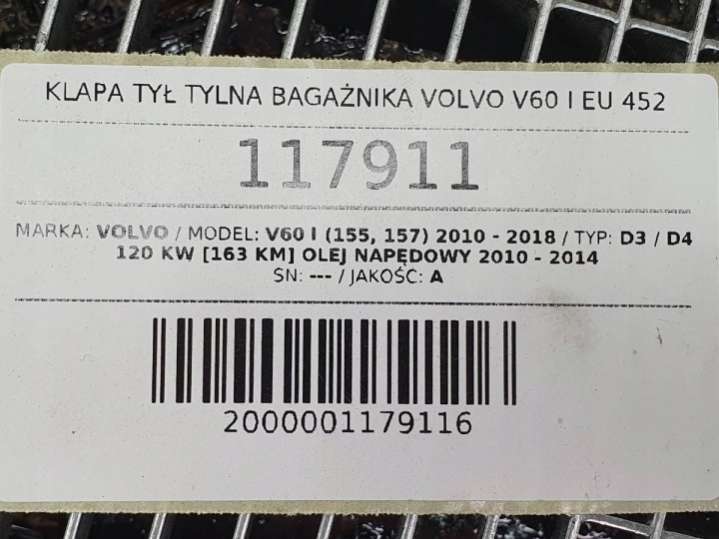 KLAPA TYŁ TYLNA BAGAŻNIKA VOLVO V60 I EU 452
117911
MARKA: VOLVO / MODEL: V60 I (155, 157) 2010 - 2018 / TYP: D3 / D4
120 KW [163 KM] OLEJ NAPĘDOWY 2010 - 2014
SN: --- / JAKOŚĆ: A
2000001179116